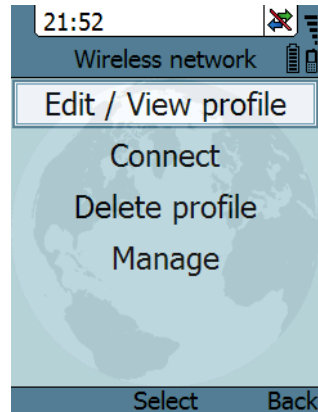 21:52
Wireless network
Edit / View profile
Connect
Delete profile
Manage
Select Back